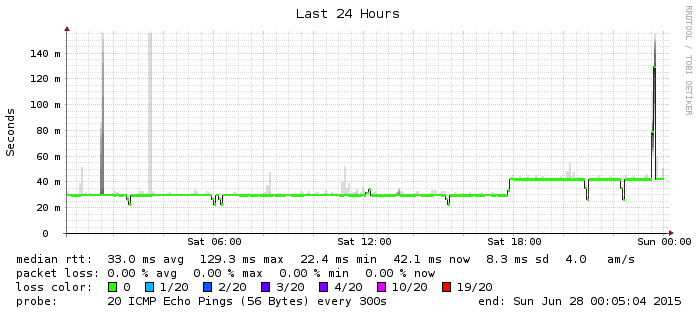 Last 24 Hours
RRDTOOL / TOBI OETIKER
Seconds
140 m
120 m
100 m
80 m
60 m
40 m
20 m
0
Sat 06:00 Sat 12:00 Sat 18:00 Sun 00:00
median rtt: 33.0 ms avg 129.3 ms max 22.4 ms min 42.1 ms now 8.3 ms sd 4.0 am/s
packet loss: 0.00 % avg 0.00 % max 0.00 % min 0.00 % now
loss color: 0 1/20 2/20 3/20 4/20 10/20 19/20
probe: 20 ICMP Echo Pings (56 Bytes) every 300s end: Sun Jun 28 00:05:04 2015